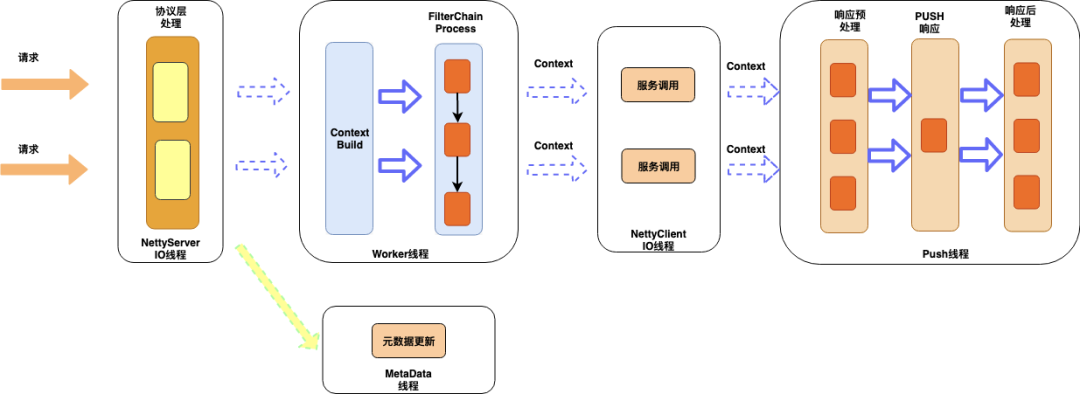 请求
请求
协议层
处理
NettyServer
IO线程
FilterChain
Process
Context
Build
Worker线程
Context
Context
服务调用
服务调用
NettyClient
IO线程
Context
Context
响应预
处理
PUSH
响应
响应后
处理
Push线程
元数据更新
MetaData
线程